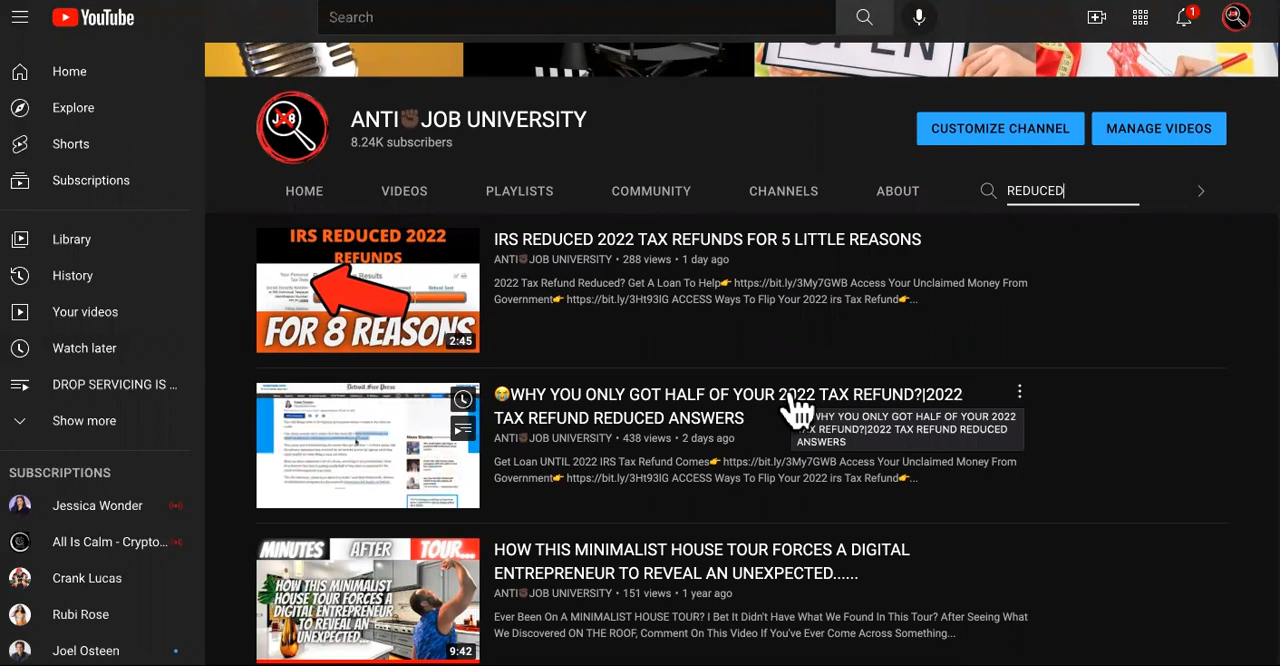 YouTube
Search
1
Home
Explore
Shorts
Subscriptions
Library
History
Your videos
Watch later
DROP SERVICING IS ...
Show more
SUBSCRIPTIONS
Jessica Wonder
All Is Calm - Crypto...
Crank Lucas
Rubi Rose
Joel Osteen
OPEN
JOB
ANTI✊🏿JOB UNIVERSITY
8.24K subscribers
CUSTOMIZE CHANNEL
MANAGE VIDEOS
HOME
VIDEOS
PLAYLISTS
COMMUNITY
CHANNELS
ABOUT
REDUCED
IRS REDUCED 2022
REFUNDS
FOR 8 REASONS
2:45
IRS REDUCED 2022 TAX REFUNDS FOR 5 LITTLE REASONS
ANTI✊🏿JOB UNIVERSITY • 288 views • 1 day ago
2022 Tax Refund Reduced? Get A Loan To Help👉 https://bit.ly/3My7GWB Access Your Unclaimed Money From
Government👉 https://bit.ly/3Ht93IG ACCESS Ways To Flip Your 2022 irs Tax Refund👉...
Detroit Free Press
😭WHY YOU ONLY GOT HALF OF YOUR 2022 TAX REFUND?|2022
TAX REFUND REDUCED ANSWERS
ANTI✊🏿JOB UNIVERSITY • 438 views • 2 days ago
Get Loan UNTIL 2022 IRS Tax Refund Comes👉 https://bit.ly/3My7GWB Access Your Unclaimed Money From
Government👉 https://bit.ly/3Ht93IG ACCESS Ways To Flip Your 2022 irs Tax Refund👉...
WHY YOU ONLY GOT HALF OF YOUR 2022
TAX REFUND?|2022 TAX REFUND REDUCED
ANSWERS
MINUTES AFTER TOUR...
HOW THIS MINIMALIST
HOUSE TOUR FORCES A
DIGITAL ENTREPRENEUR
TO REVEAL AN
UNEXPECTED...
9:42
HOW THIS MINIMALIST HOUSE TOUR FORCES A DIGITAL
ENTREPRENEUR TO REVEAL AN UNEXPECTED......
ANTI✊🏿JOB UNIVERSITY • 151 views • 1 year ago
Ever Been On A MINIMALIST HOUSE TOUR? I Bet It Didn't Have What We Found In This Tour? After Seeing What
We Discovered ON THE ROOF, Comment On This Video If You've Ever Come Across Something...